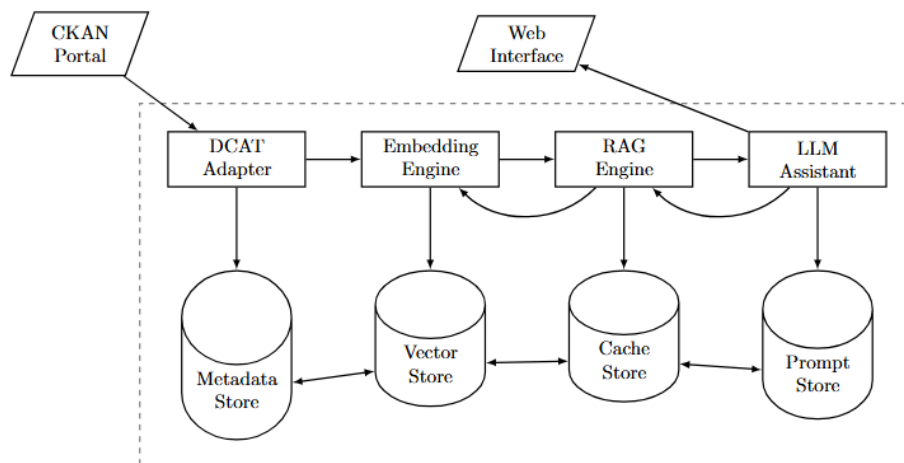 CKAN
Portal
Web
Interface
DCAT
Adapter
Embedding
Engine
RAG
Engine
LLM
Assistant
Metadata
Store
Vector
Store
Cache
Store
Prompt
Store